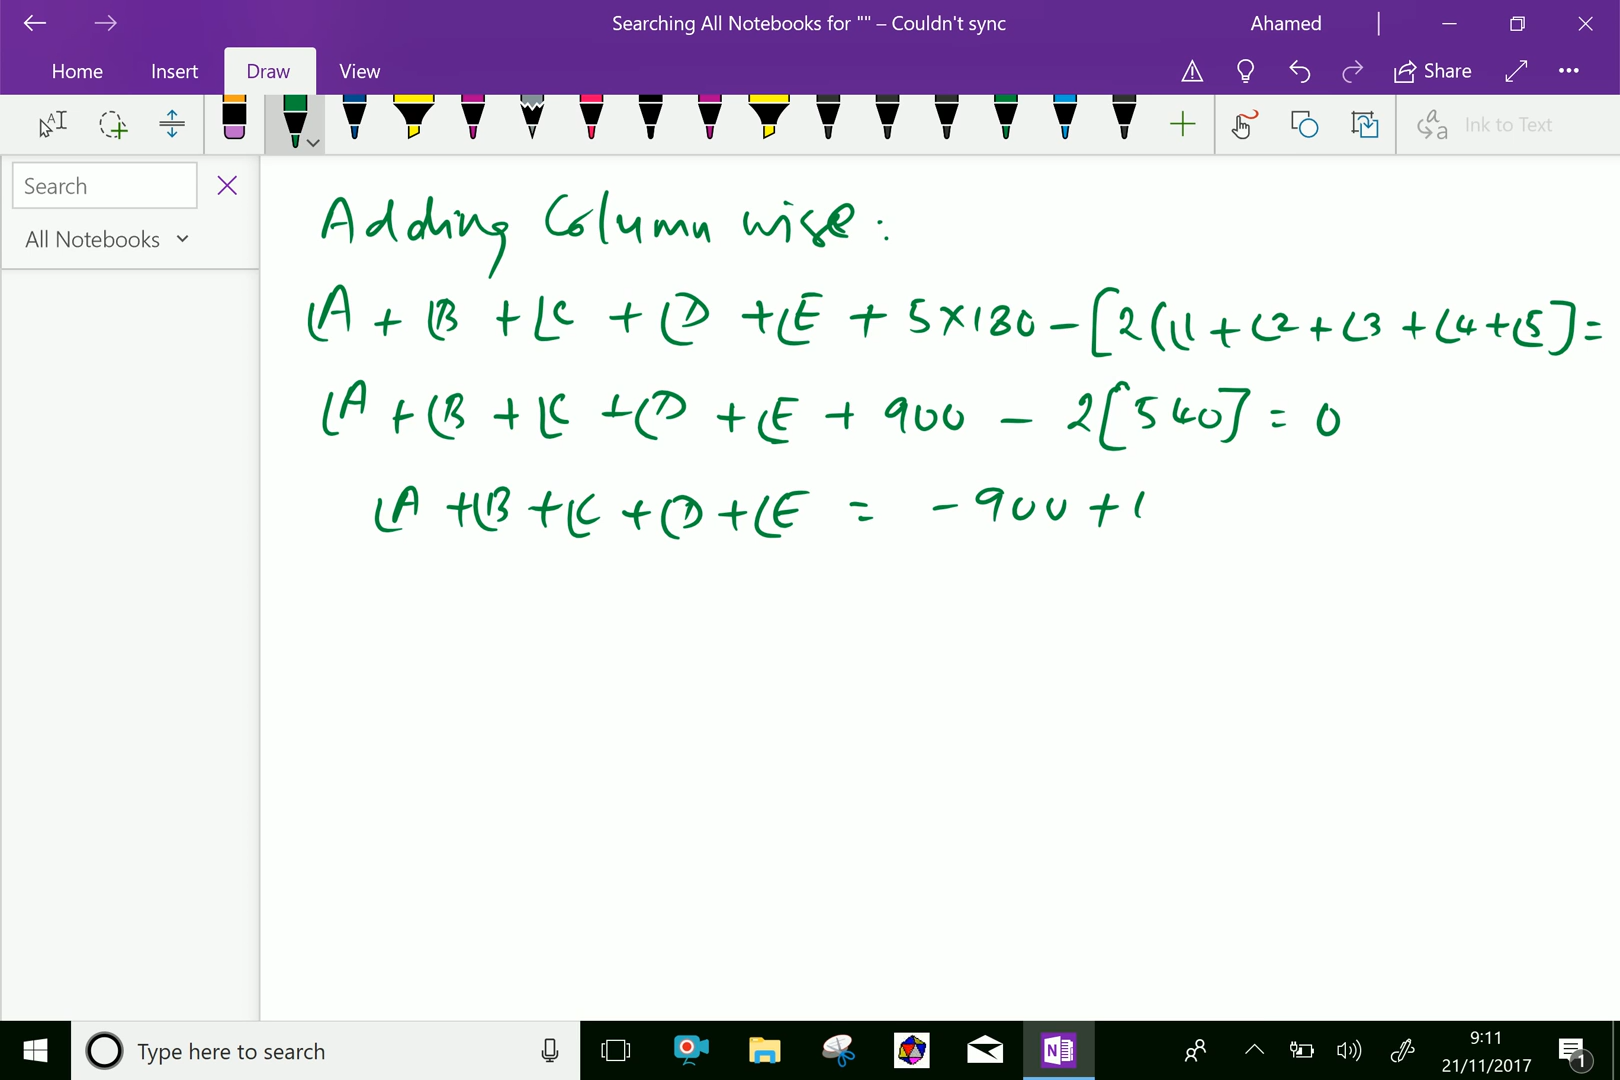 Searching All Notebooks for "" – Couldn't sync
Ahamed
Home Insert Draw View
Share
Ink to Text
Search
All Notebooks
Adding Column wise :
∠A + ∠B + ∠C + ∠D + ∠E + 5×180 − [2(∠1 + ∠2 + ∠3 + ∠4 + ∠5] =
∠A + ∠B + ∠C + ∠D + ∠E + 900 − 2[540] = 0
∠A + ∠B + ∠C + ∠D + ∠E = − 900 + 1
Type here to search
9:11
21/11/2017
1